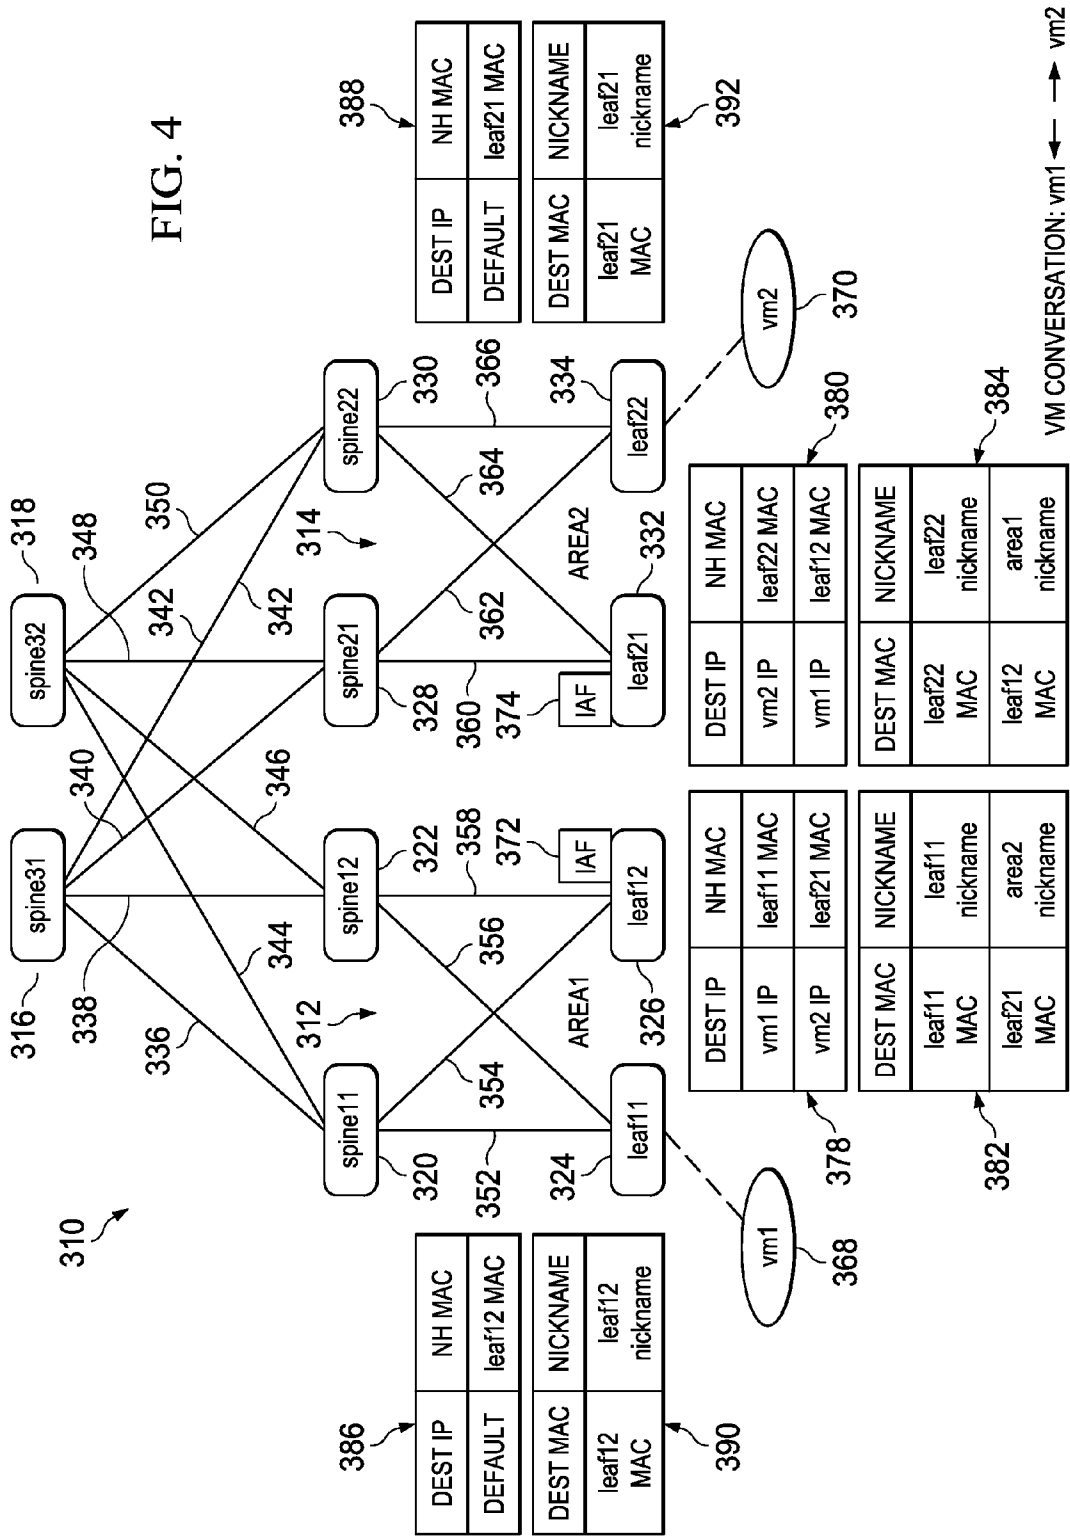 FIG. 4
310
316
spine31
318
spine32
336
338
344
340
346
342
342
348
350
312
314
320
spine11
322
spine12
328
spine21
330
spine22
352
354
356
358
360
362
364
366
372
IAF
374
IAF
AREA1
AREA2
324
leaf11
326
leaf12
332
leaf21
334
leaf22
368
vm1
370
vm2
386
DEST IP NH MAC
DEFAULT leaf12 MAC
390
DEST MAC NICKNAME
leaf12 MAC leaf12 nickname
388
DEST IP NH MAC
DEFAULT leaf21 MAC
392
DEST MAC NICKNAME
leaf21 MAC leaf21 nickname
378
DEST IP NH MAC
vm1 IP leaf11 MAC
vm2 IP leaf21 MAC
382
DEST MAC NICKNAME
leaf11 MAC leaf11 nickname
leaf21 MAC area2 nickname
380
DEST IP NH MAC
vm2 IP leaf22 MAC
vm1 IP leaf12 MAC
384
DEST MAC NICKNAME
leaf22 MAC leaf22 nickname
leaf12 MAC area1 nickname
VM CONVERSATION: vm1 ←→ vm2